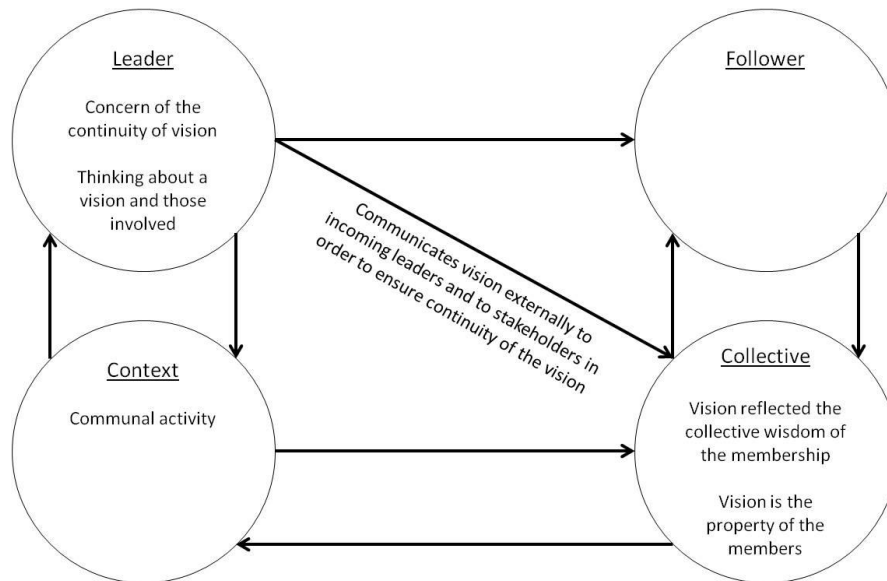 Leader
Concern of the
continuity of vision
Thinking about a
vision and those
involved
Follower
Communicates vision externally to
incoming leaders and to stakeholders in
order to ensure continuity of the vision
Context
Communal activity
Collective
Vision reflected the
collective wisdom of
the membership
Vision is the
property of the
members